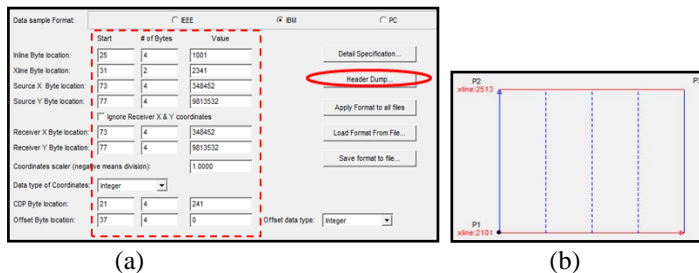 Data sample Format: IEEE IBM PC
Start # of Bytes Value
Inline Byte location: 25 4 1001 Detail Specification...
Xline Byte location: 31 2 2341 Header Dump...
Source X Byte location: 73 4 348452
Source Y Byte location: 77 4 9813532 Apply Format to all files
Ignore Receiver X & Y coordinates
Receiver X Byte location: 73 4 348452 Load Format From File...
Receiver Y Byte location: 77 4 9813532
Coordinates scaler (negative means division): 1.0000 Save format to file...
Data type of Coordinates: Integer
CDP Byte location: 21 4 241
Offset Byte location: 37 4 0 Offset data type: Integer
P2 P3
xline:2513
P1
xline:2101
(a) (b)